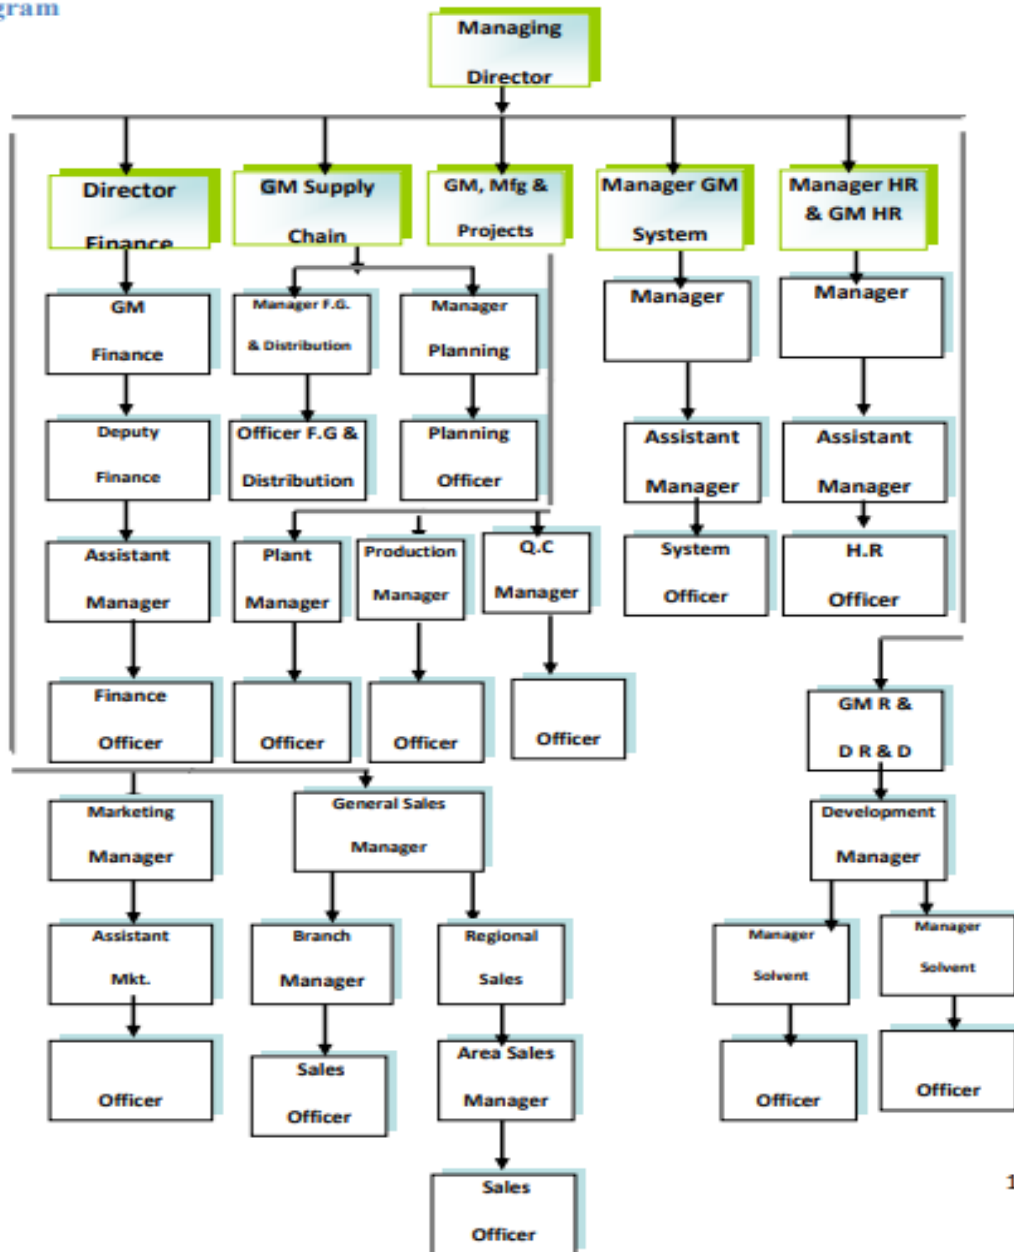 gram
Managing
Director
Director
Finance
GM Supply
Chain
GM, Mfg &
Projects
Manager GM
System
Manager HR
& GM HR
GM
Finance
Manager F.G.
& Distribution
Manager
Planning
Manager
Manager
Deputy
Finance
Officer F.G &
Distribution
Planning
Officer
Assistant
Manager
Assistant
Manager
Assistant
Manager
Plant
Manager
Production
Manager
Q.C
Manager
System
Officer
H.R
Officer
Finance
Officer
Officer
Officer
Officer
GM R &
D R & D
Marketing
Manager
General Sales
Manager
Development
Manager
Assistant
Mkt.
Branch
Manager
Regional
Sales
Manager
Solvent
Manager
Solvent
Officer
Sales
Officer
Area Sales
Manager
Officer
Officer
Sales
Officer
1